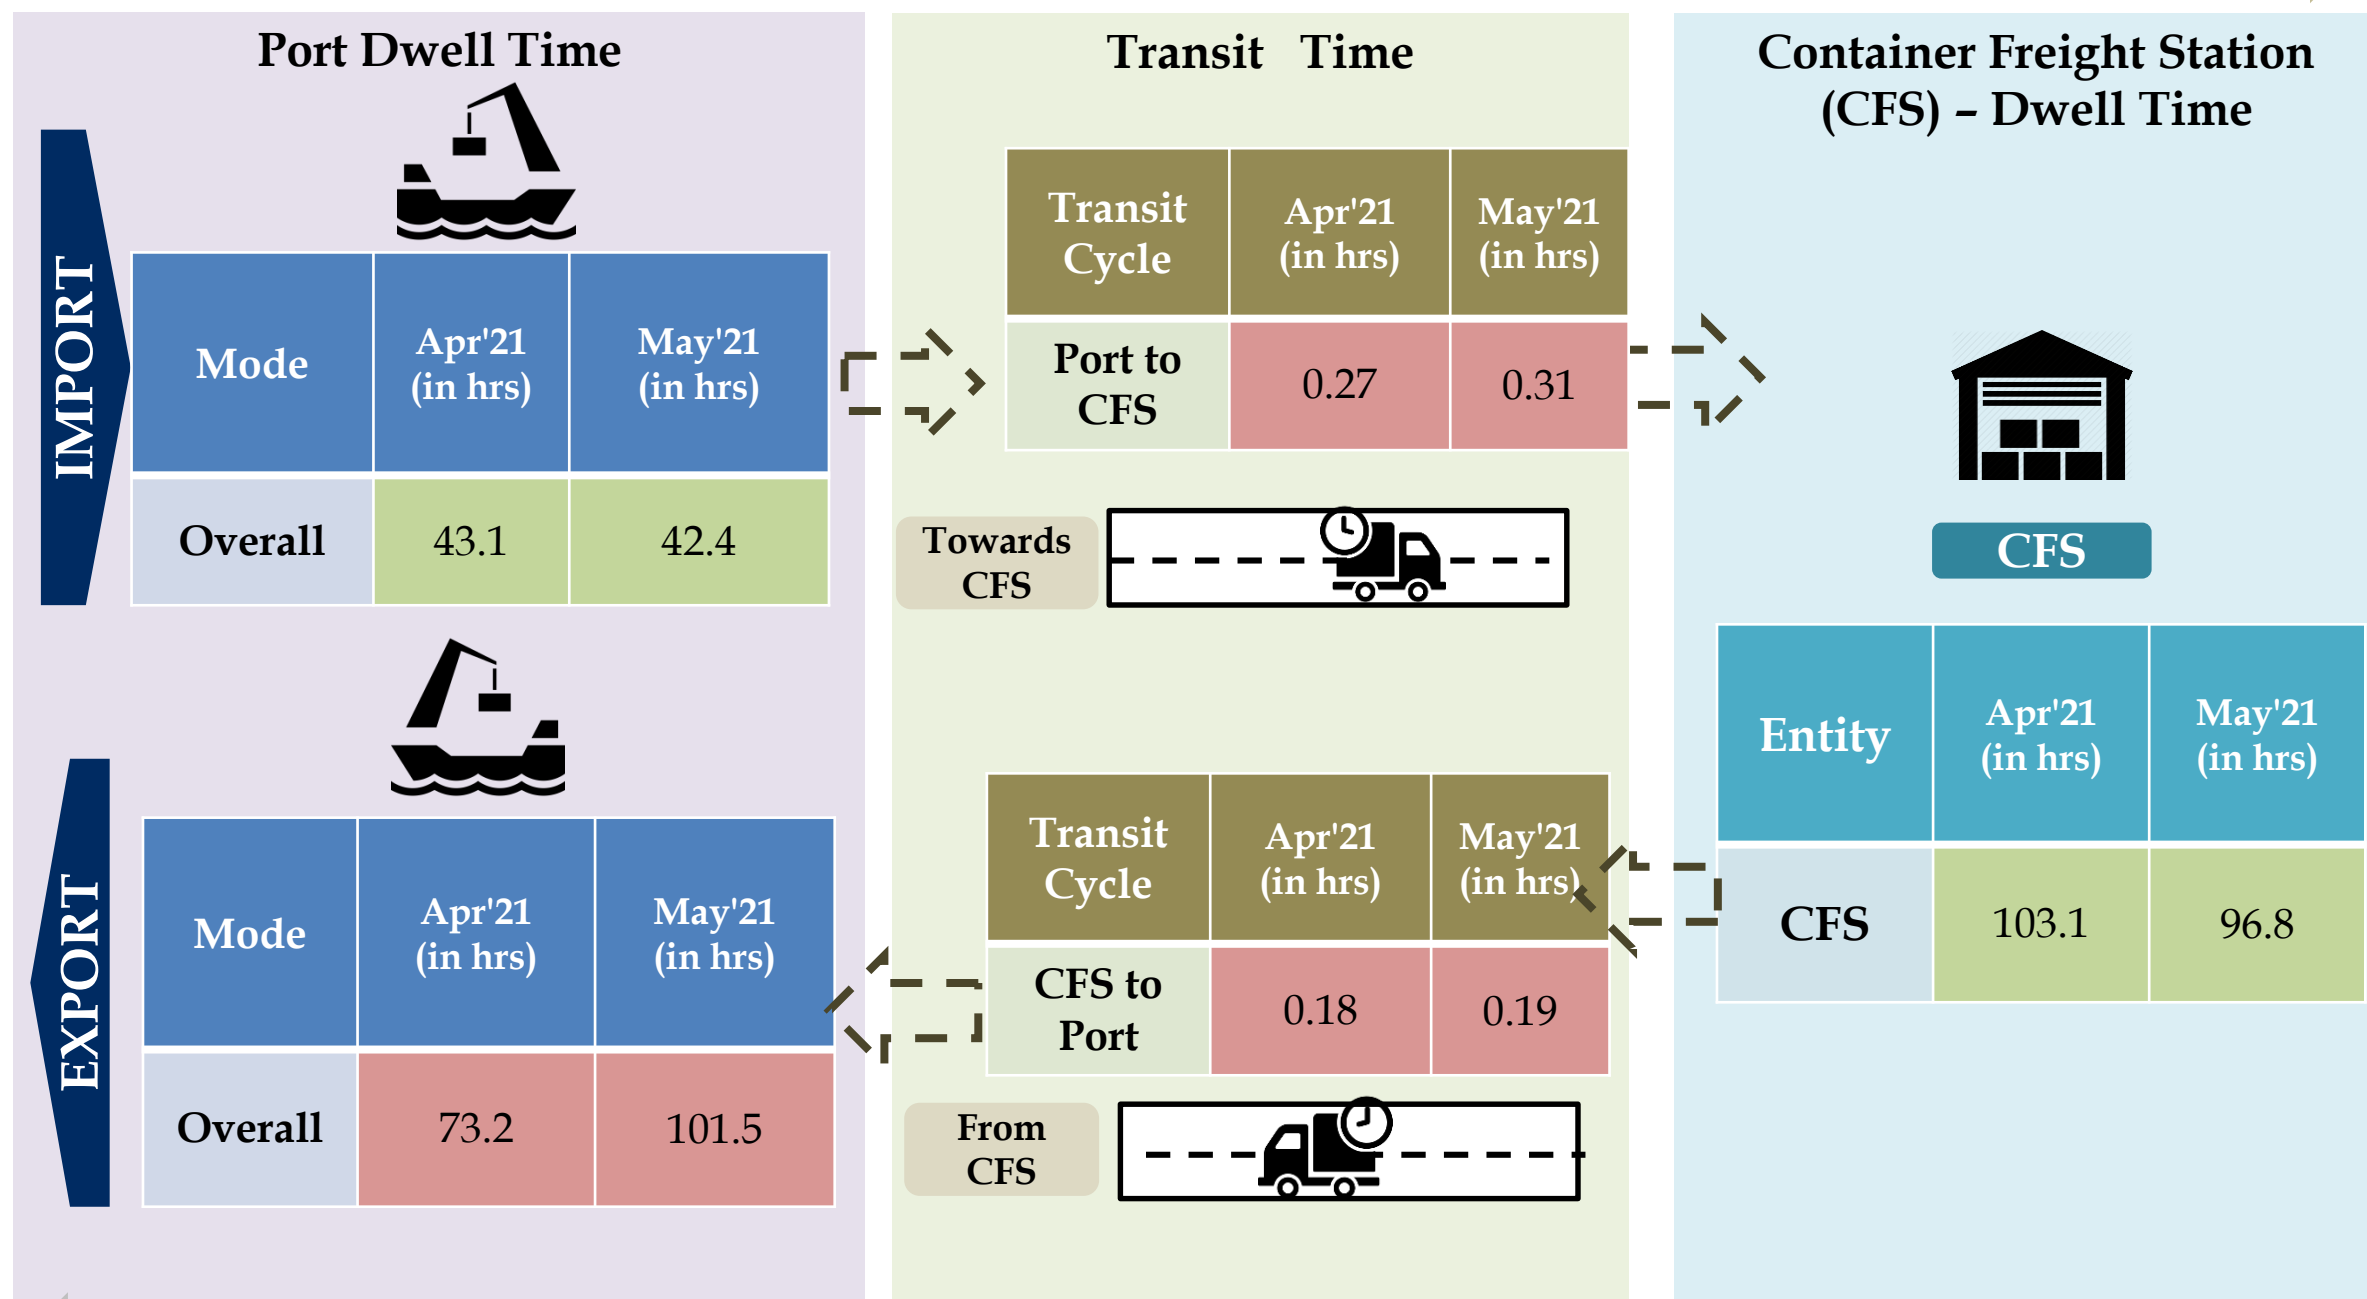 Port Dwell Time
IMPORT
Mode
Apr'21
(in hrs)
May'21
(in hrs)
Overall
43.1
42.4
EXPORT
Mode
Apr'21
(in hrs)
May'21
(in hrs)
Overall
73.2
101.5
Transit Time
Transit
Cycle
Apr'21
(in hrs)
May'21
(in hrs)
Port to
CFS
0.27
0.31
Towards
CFS
Transit
Cycle
Apr'21
(in hrs)
May'21
(in hrs)
CFS to
Port
0.18
0.19
From
CFS
Container Freight Station
(CFS) – Dwell Time
CFS
Entity
Apr'21
(in hrs)
May'21
(in hrs)
CFS
103.1
96.8